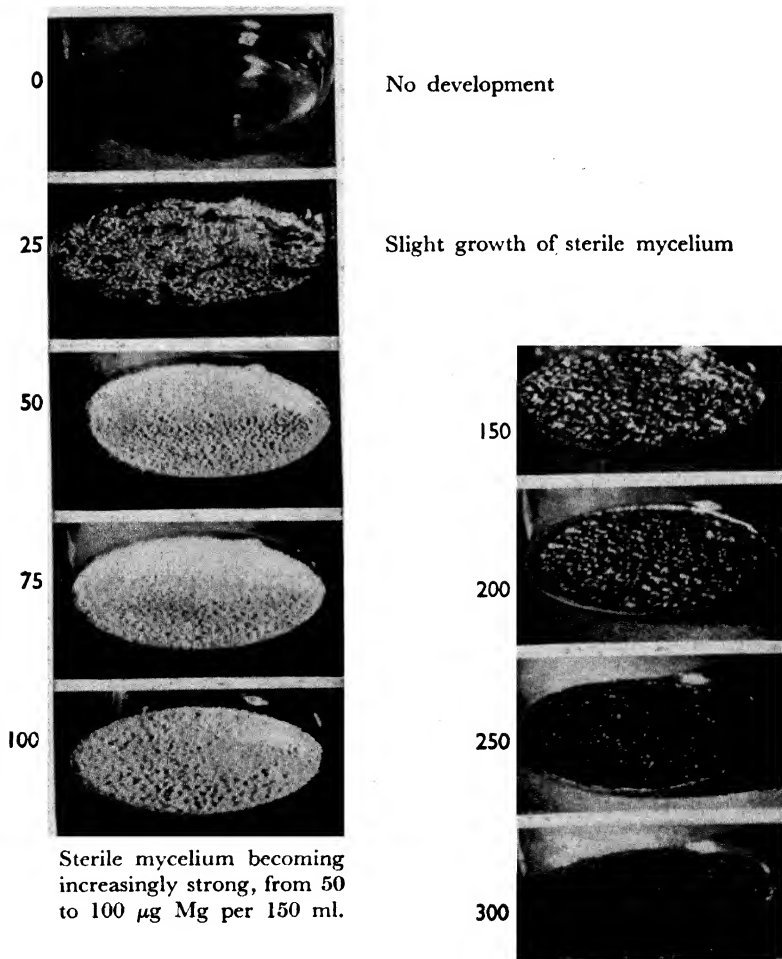 0
No development
25
Slight growth of sterile mycelium
50
75
100
Sterile mycelium becoming
increasingly strong, from 50
to 100 μg Mg per 150 ml.
150
200
250
300